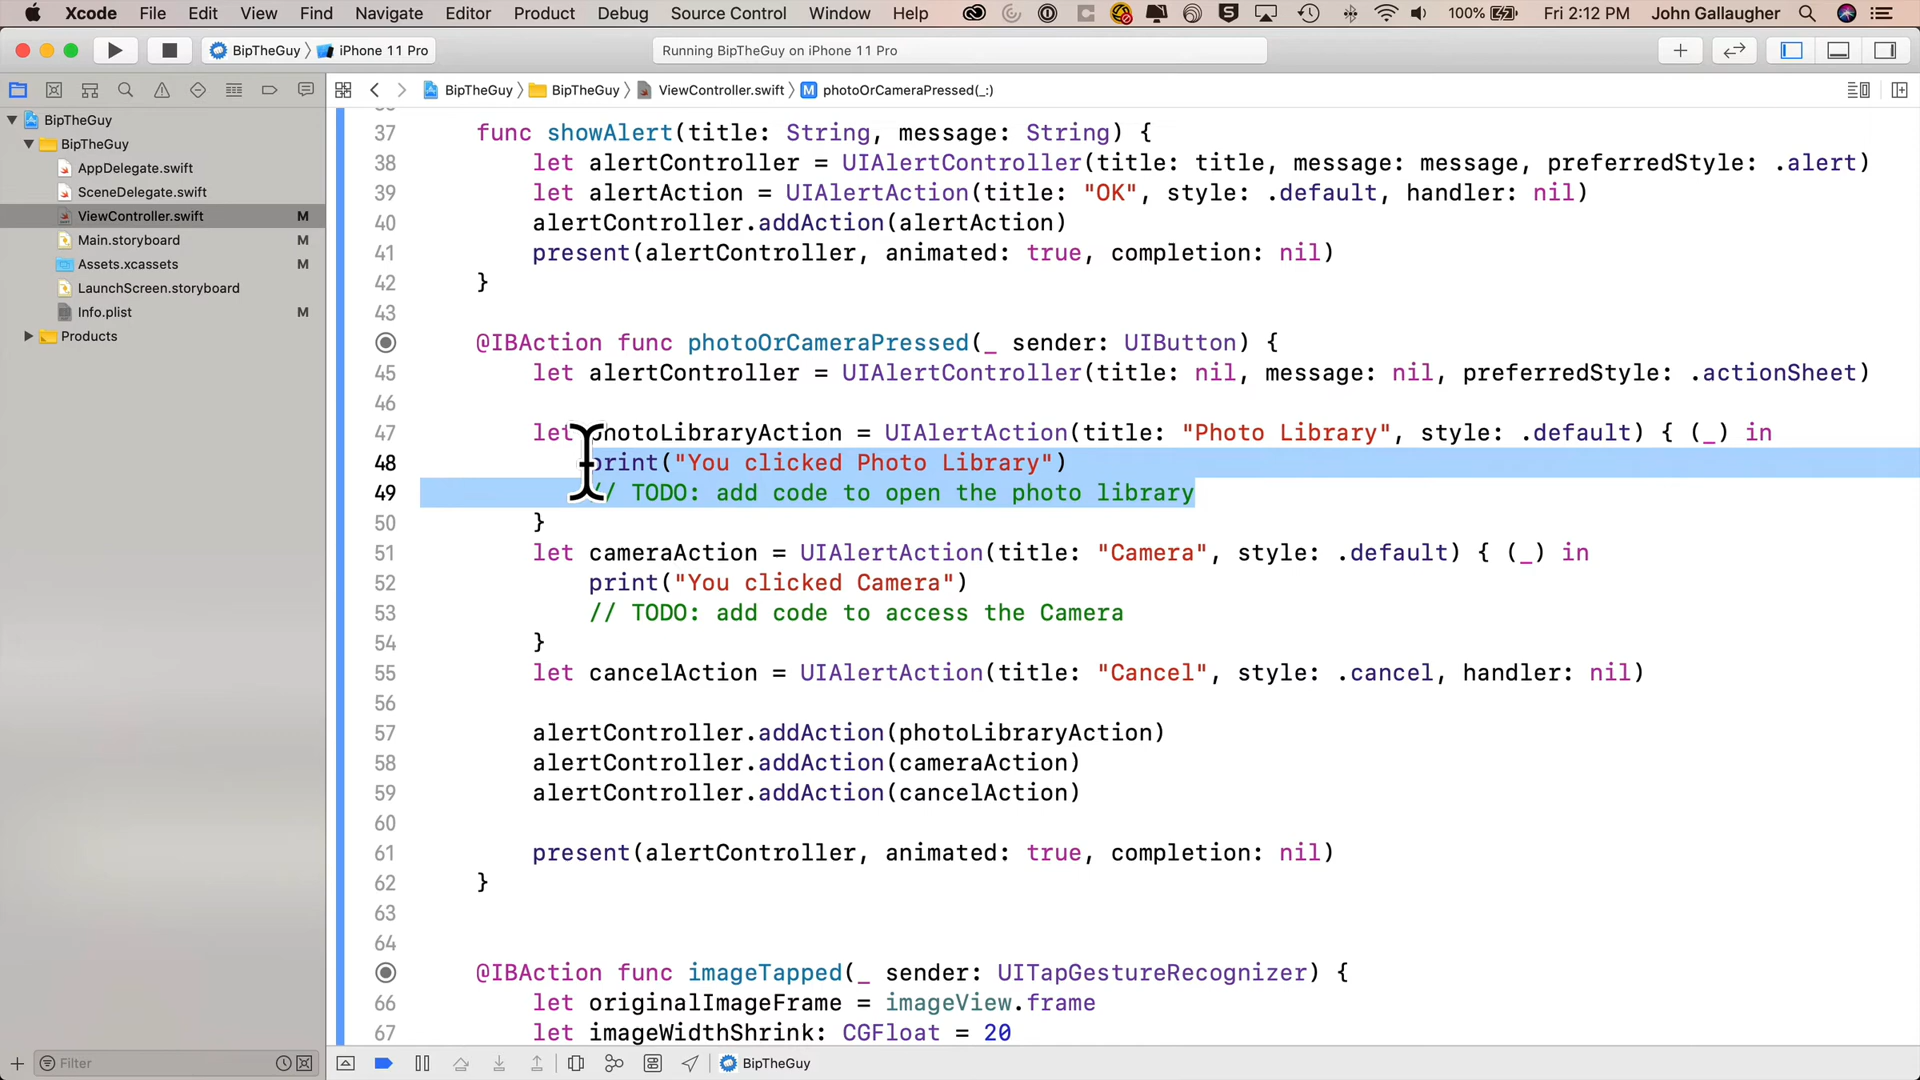 Xcode File Edit View Find Navigate Editor Product Debug Source Control Window Help 100% Fri 2:12 PM John Gallaugher
BipTheGuy iPhone 11 Pro Running BipTheGuy on iPhone 11 Pro
BipTheGuy BipTheGuy ViewController.swift M photoOrCameraPressed(_:)
BipTheGuy
BipTheGuy
AppDelegate.swift
SceneDelegate.swift
ViewController.swift M
Main.storyboard M
Assets.xcassets M
LaunchScreen.storyboard
Info.plist M
Products
Filter
37 func showAlert(title: String, message: String) {
38 let alertController = UIAlertController(title: title, message: message, preferredStyle: .alert)
39 let alertAction = UIAlertAction(title: "OK", style: .default, handler: nil)
40 alertController.addAction(alertAction)
41 present(alertController, animated: true, completion: nil)
42 }
43
@IBAction func photoOrCameraPressed(_ sender: UIButton) {
45 let alertController = UIAlertController(title: nil, message: nil, preferredStyle: .actionSheet)
46
47 let photoLibraryAction = UIAlertAction(title: "Photo Library", style: .default) { (_) in
48 print("You clicked Photo Library")
49 // TODO: add code to open the photo library
50 }
51 let cameraAction = UIAlertAction(title: "Camera", style: .default) { (_) in
52 print("You clicked Camera")
53 // TODO: add code to access the Camera
54 }
55 let cancelAction = UIAlertAction(title: "Cancel", style: .cancel, handler: nil)
56
57 alertController.addAction(photoLibraryAction)
58 alertController.addAction(cameraAction)
59 alertController.addAction(cancelAction)
60
61 present(alertController, animated: true, completion: nil)
62 }
63
64
@IBAction func imageTapped(_ sender: UITapGestureRecognizer) {
66 let originalImageFrame = imageView.frame
67 let imageWidthShrink: CGFloat = 20
BipTheGuy